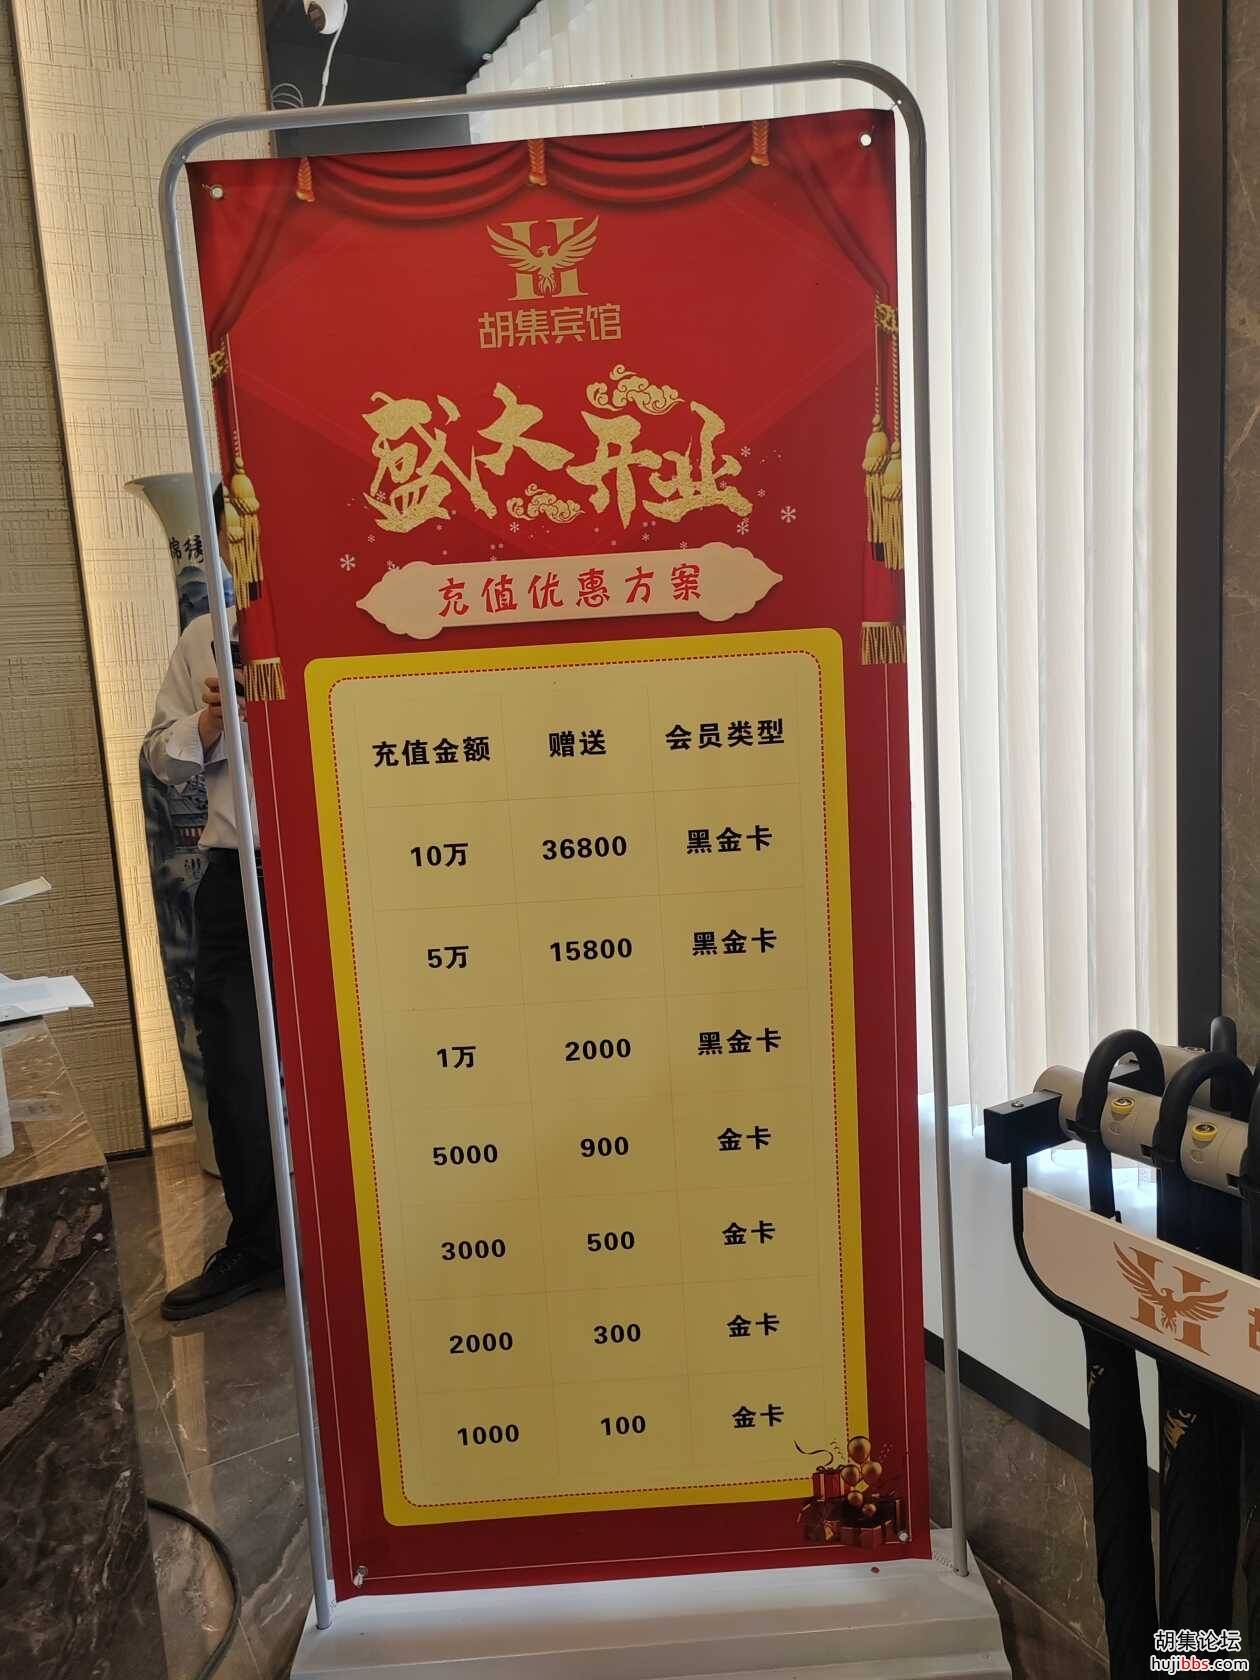 胡集宾馆
盛大开业
充值优惠方案
充值金额 赠送 会员类型
10万 36800 黑金卡
5万 15800 黑金卡
1万 2000 黑金卡
5000 900 金卡
3000 500 金卡
2000 300 金卡
1000 100 金卡
H
胡集论坛
hujibbs.com